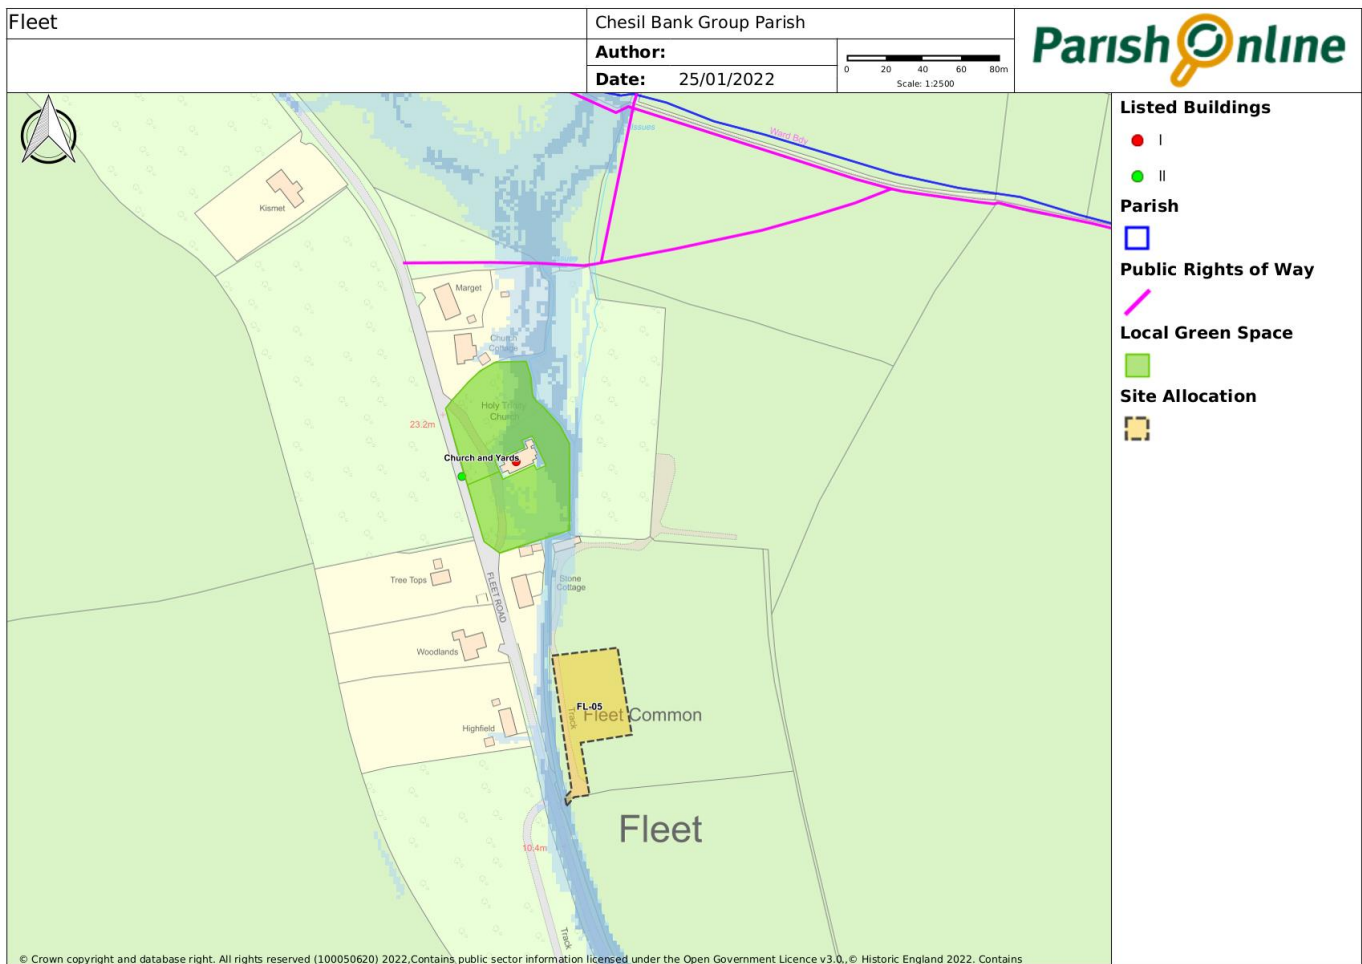 Fleet
Chesil Bank Group Parish
Author:
Date: 25/01/2022
0 20 40 60 80m
Scale: 1:2500
Parish Online
Listed Buildings
I
II
Parish
Public Rights of Way
Local Green Space
Site Allocation
Issues
Ward Bdy
Kismet
Marget
Church
Cottage
Holy Trinity
Church
23.2m
Church and Yards
Tree Tops
FLEET ROAD
Stone
Cottage
Woodlands
FL-05
Track
Fleet Common
Highfield
Fleet
10.4m
Track
© Crown copyright and database right. All rights reserved (100050620) 2022,Contains public sector information licensed under the Open Government Licence v3.0,,© Historic England 2022. Contains